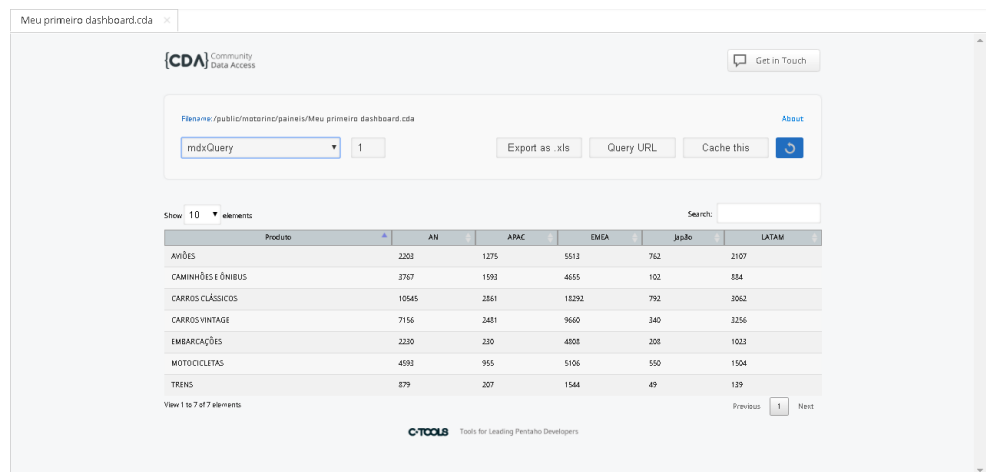 Meu primeiro dashboard.cda ×
{CDA} Community Data Access
Get in Touch
Filename: /public/motorinc/paineis/Meu primeiro dashboard.cda About
mdxQuery 1 Export as .xls Query URL Cache this
Show 10 elements Search:
Produto AN APAC EMEA Japão LATAM
AVIÕES 2203 1275 5513 762 2107
CAMINHÕES E ÔNIBUS 3767 1593 4655 102 884
CARROS CLÁSSICOS 10545 2861 18292 792 3062
CARROS VINTAGE 7156 2481 9660 340 3256
EMBARCAÇÕES 2230 230 4808 208 1023
MOTOCICLETAS 4593 955 5106 550 1504
TRENS 879 207 1544 49 139
View 1 to 7 of 7 elements Previous 1 Next
C-TOOLS Tools for Leading Pentaho Developers